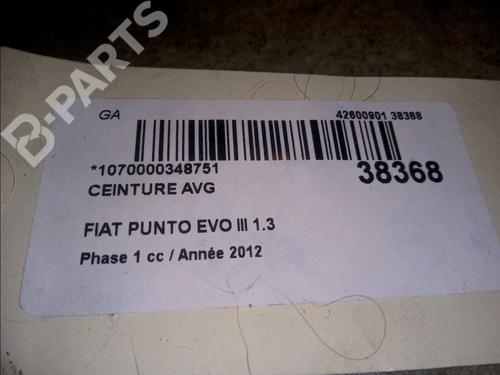 B-PARTS
GA
42600901 38368
*1070000348751
38368
CEINTURE AVG
FIAT PUNTO EVO III 1.3
Phase 1 cc / Année 2012